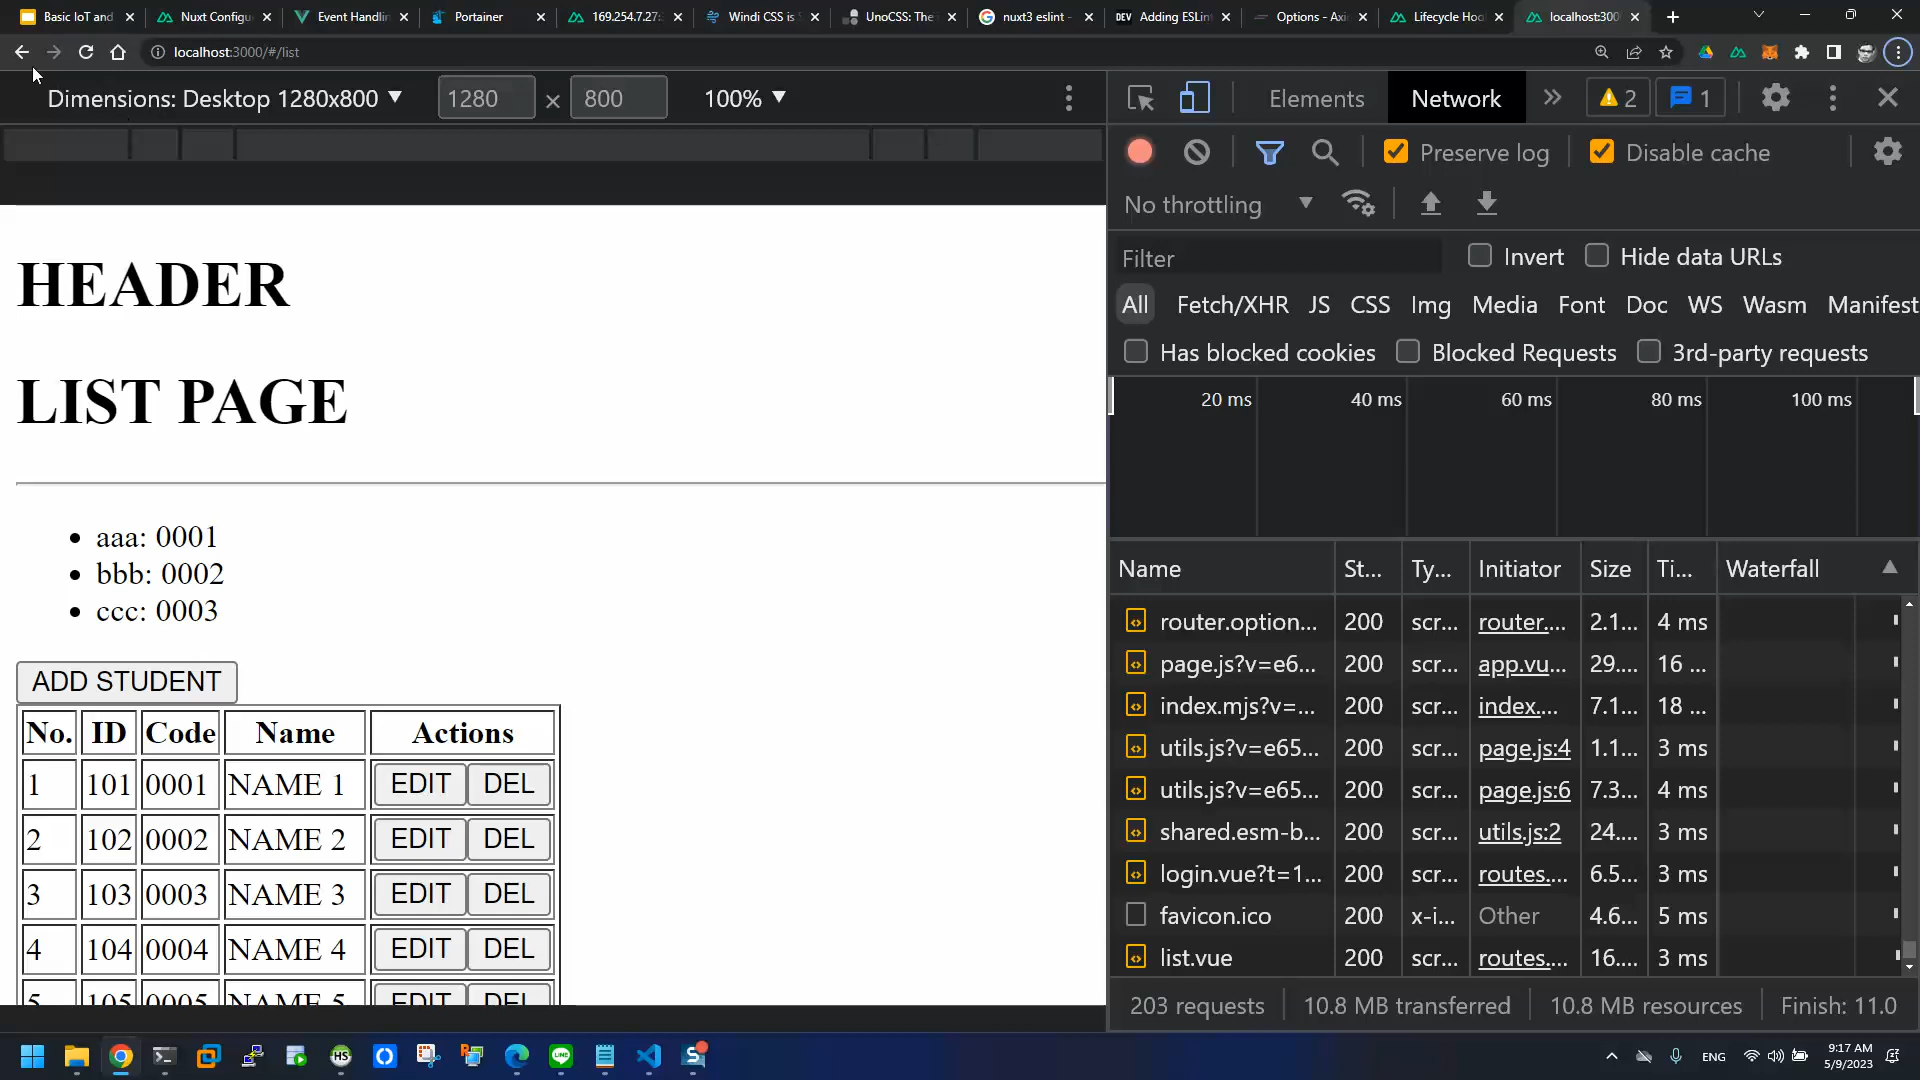 Basic IoT and
Nuxt Configu
Event Handlin
Portainer
169.254.7.27:
Windi CSS is
UnoCSS: The
nuxt3 eslint -
DEV Adding ESLin
Options - Axi
Lifecycle Hoo
localhost:300
localhost:3000/#/list
Dimensions: Desktop 1280x800 ▼
1280 × 800
100% ▼
Elements
Network
2
1
Preserve log
Disable cache
No throttling
Filter
Invert
Hide data URLs
All Fetch/XHR JS CSS Img Media Font Doc WS Wasm Manifest
Has blocked cookies
Blocked Requests
3rd-party requests
20 ms 40 ms 60 ms 80 ms 100 ms
HEADER
LIST PAGE
• aaa: 0001
• bbb: 0002
• ccc: 0003
ADD STUDENT
No. ID Code Name Actions
1 101 0001 NAME 1 EDIT DEL
2 102 0002 NAME 2 EDIT DEL
3 103 0003 NAME 3 EDIT DEL
4 104 0004 NAME 4 EDIT DEL
5 105 0005 NAME 5 EDIT DEL
Name St... Ty... Initiator Size Ti... Waterfall
router.option... 200 scr... router.... 2.1... 4 ms
page.js?v=e6... 200 scr... app.vu... 29.... 16 ...
index.mjs?v=... 200 scr... index.... 7.1... 18 ...
utils.js?v=e65... 200 scr... page.js:4 1.1... 3 ms
utils.js?v=e65... 200 scr... page.js:6 7.3... 4 ms
shared.esm-b... 200 scr... utils.js:2 24.... 3 ms
login.vue?t=1... 200 scr... routes.... 6.5... 3 ms
favicon.ico 200 x-i... Other 4.6... 5 ms
list.vue 200 scr... routes.... 16.... 3 ms
203 requests 10.8 MB transferred 10.8 MB resources Finish: 11.0
HS
LINE
S
ENG
9:17 AM
5/9/2023